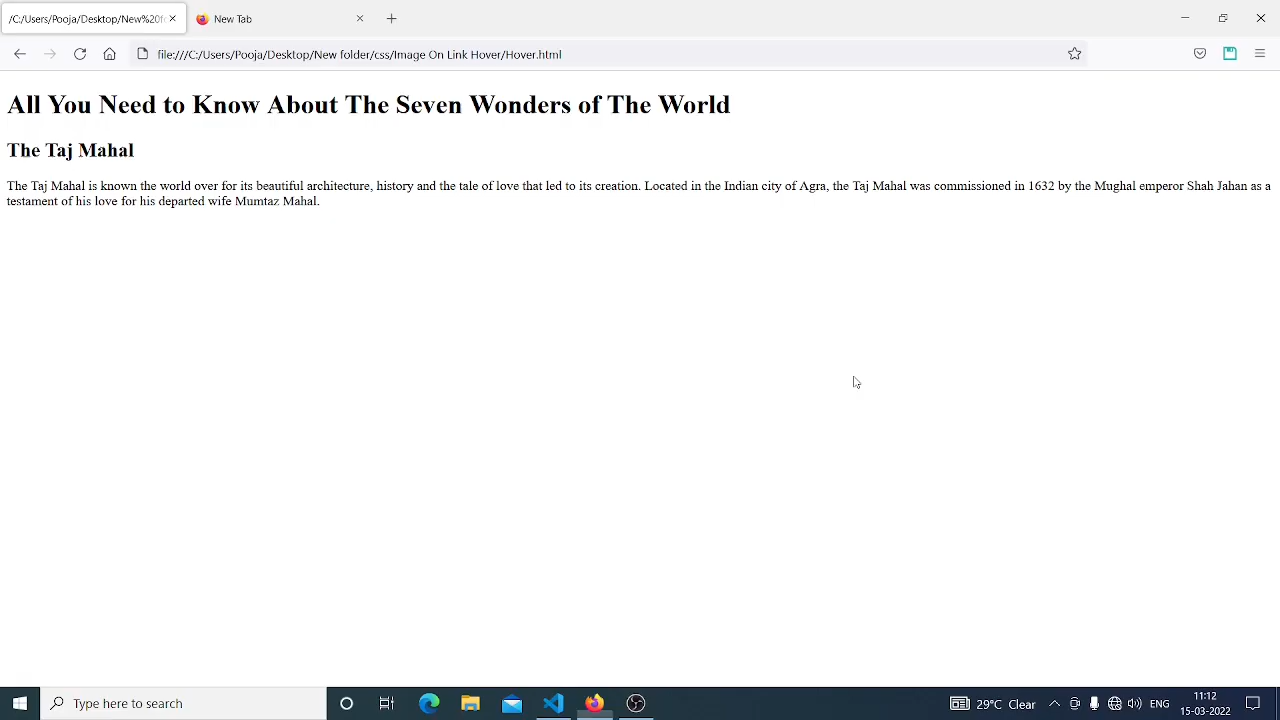 /C:/Users/Pooja/Desktop/New%20fo
New Tab
file:///C:/Users/Pooja/Desktop/New folder/css/Image On Link Hover/Hover.html
All You Need to Know About The Seven Wonders of The World
The Taj Mahal
The Taj Mahal is known the world over for its beautiful architecture, history and the tale of love that led to its creation. Located in the Indian city of Agra, the Taj Mahal was commissioned in 1632 by the Mughal emperor Shah Jahan as a
testament of his love for his departed wife Mumtaz Mahal.
Type here to search
29°C Clear
ENG
11:12
15-03-2022